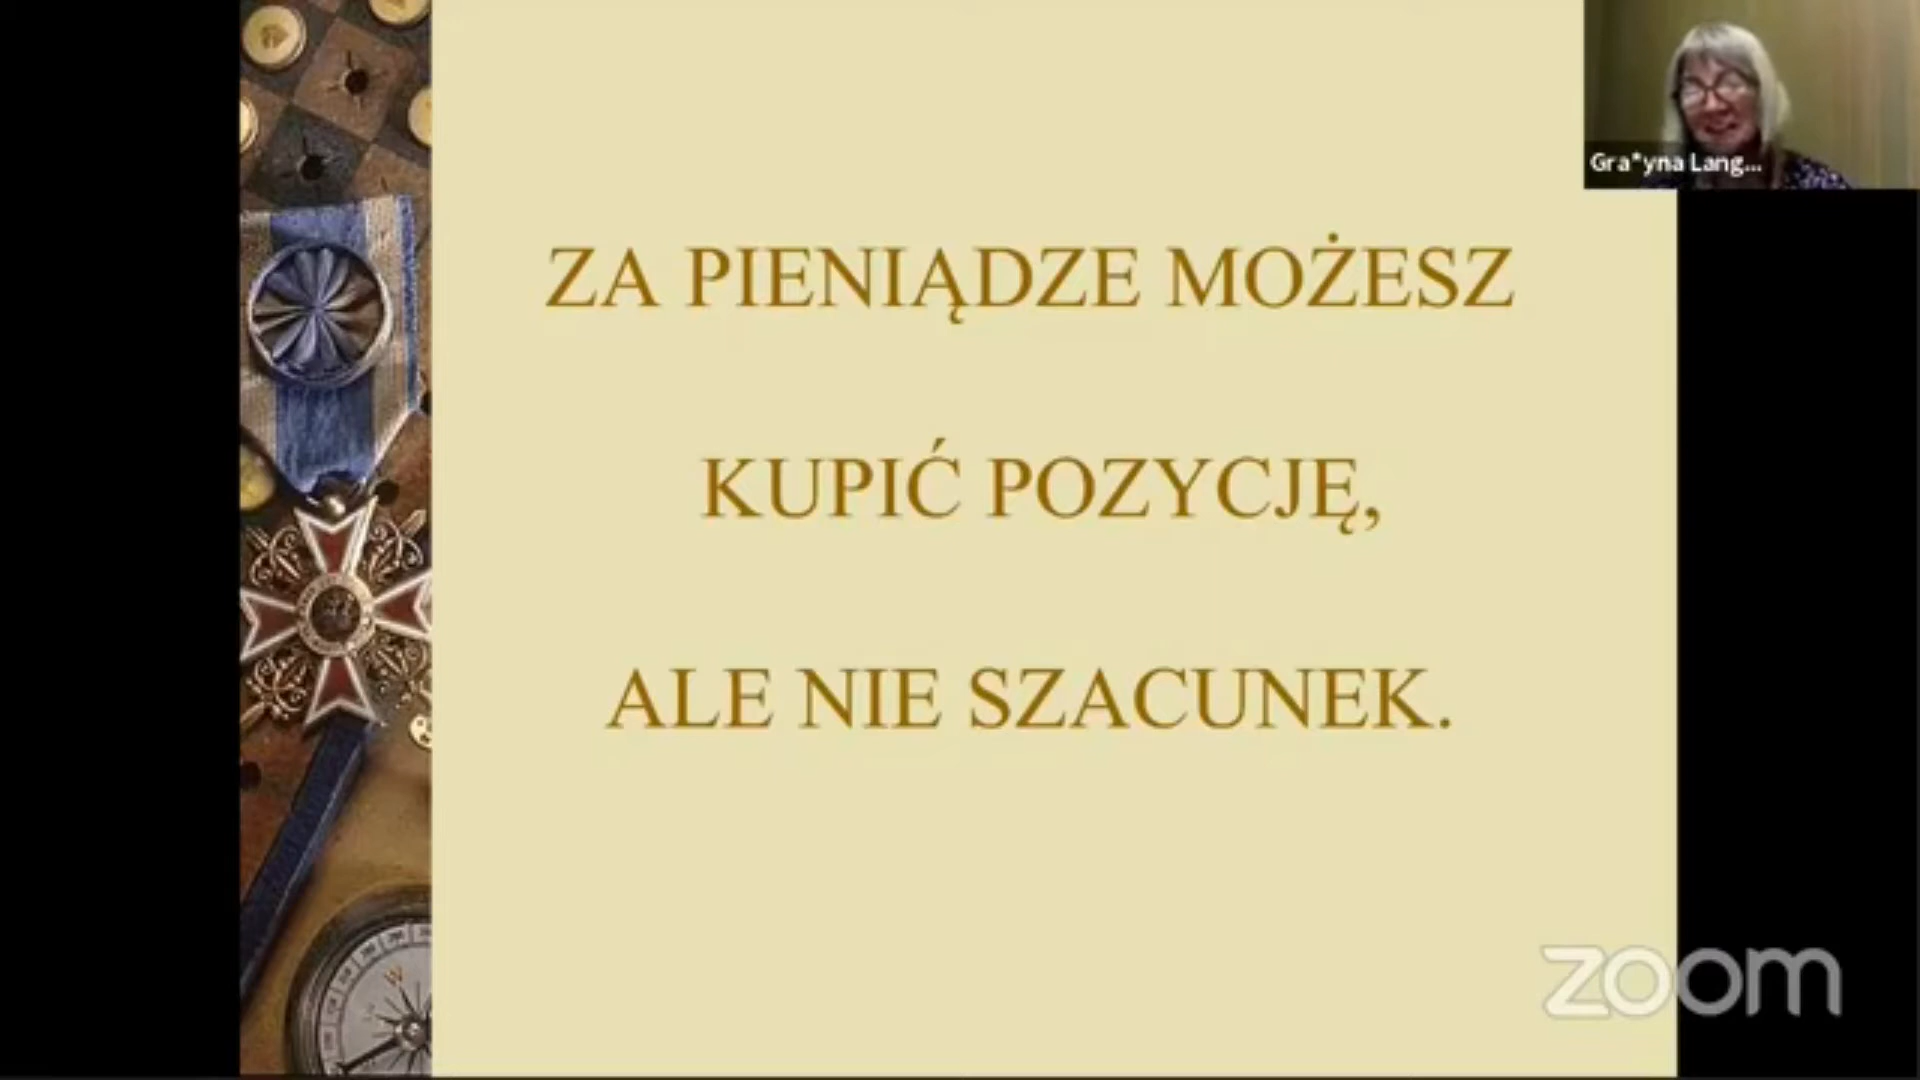 Gra*yna Lang...
ZA PIENIĄDZE MOŻESZ
KUPIĆ POZYCJĘ,
ALE NIE SZACUNEK.
zoom